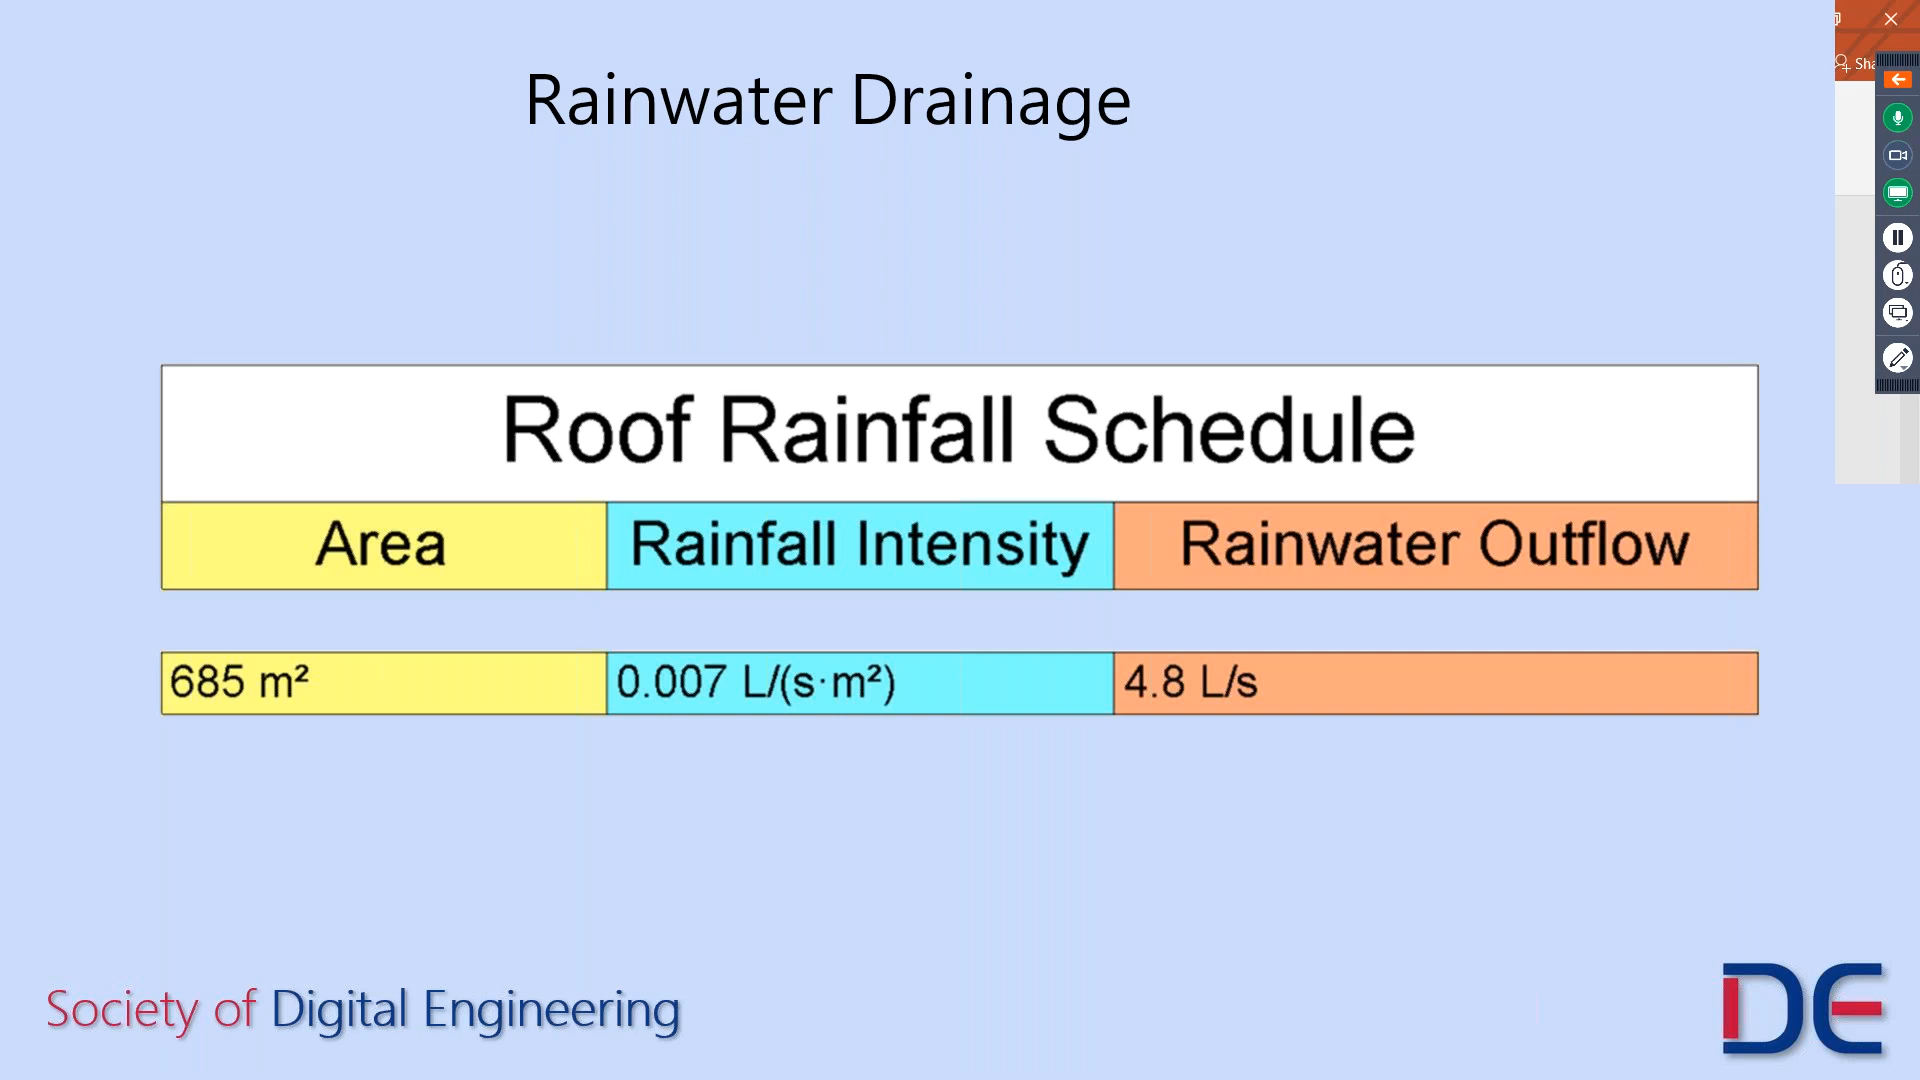 Rainwater Drainage
Sha
Roof Rainfall Schedule
Area Rainfall Intensity Rainwater Outflow
685 m² 0.007 L/(s·m²) 4.8 L/s
Society of Digital Engineering
DE